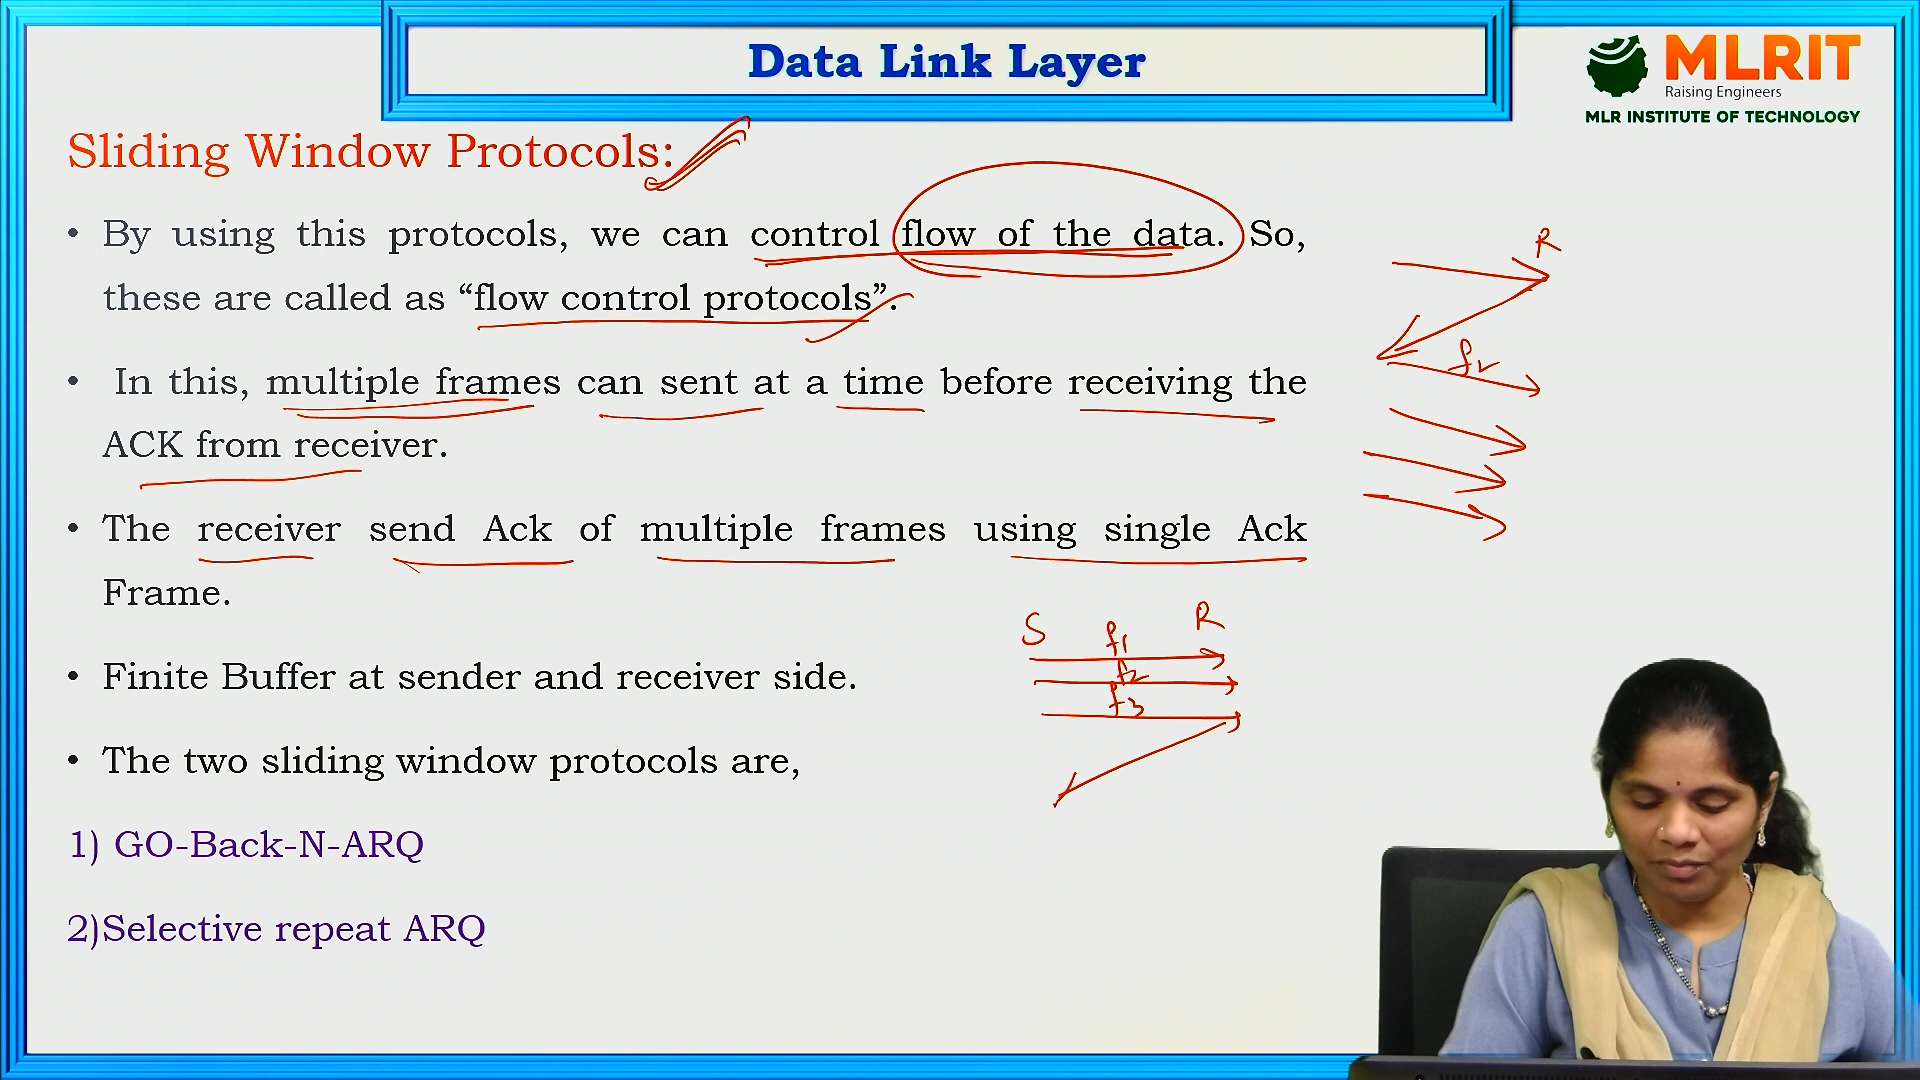 Data Link Layer
MLRIT
Raising Engineers
MLR INSTITUTE OF TECHNOLOGY
Sliding Window Protocols:
• By using this protocols, we can control flow of the data. So,
these are called as “flow control protocols”.
• In this, multiple frames can sent at a time before receiving the
ACK from receiver.
• The receiver send Ack of multiple frames using single Ack
Frame.
• Finite Buffer at sender and receiver side.
• The two sliding window protocols are,
1) GO-Back-N-ARQ
2)Selective repeat ARQ
R
S R
f1
f2
f3